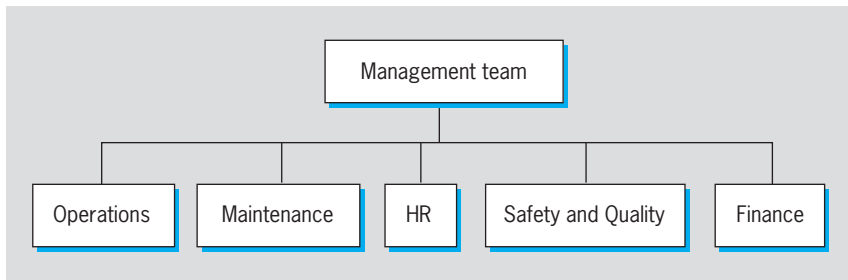 Management team
Operations
Maintenance
HR
Safety and Quality
Finance